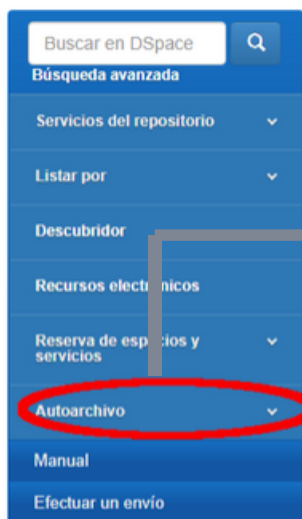 Buscar en DSpace
Búsqueda avanzada
Servicios del repositorio
Listar por
Descubridor
Recursos electrónicos
Reserva de espacios y
servicios
Autoarchivo
Manual
Efectuar un envío